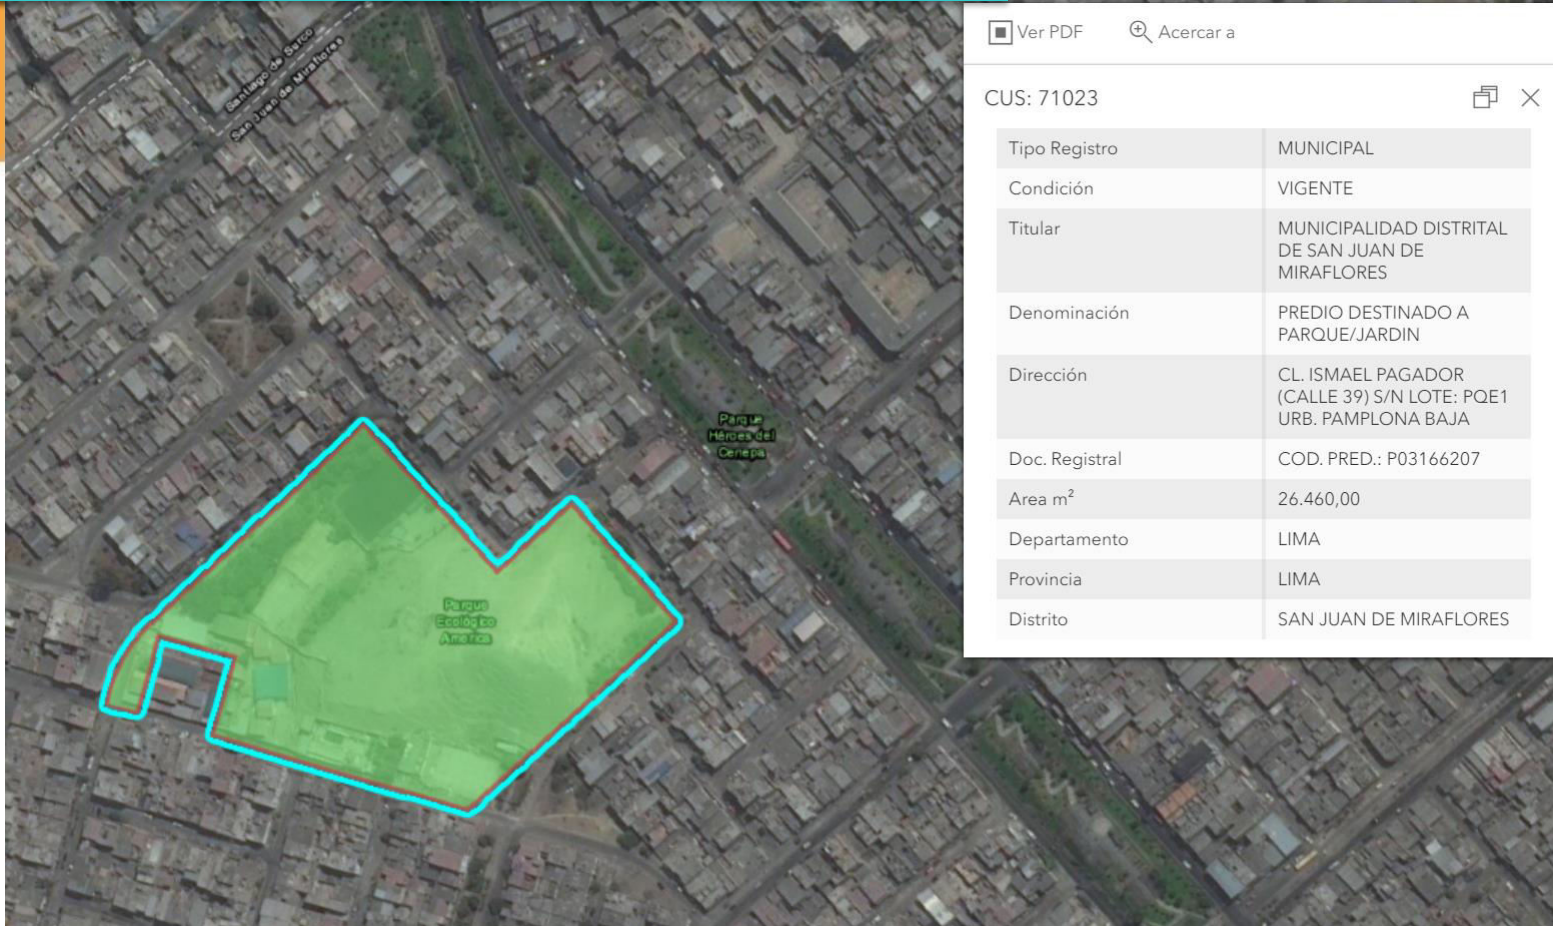 Santiago de Surco
San Juan de Miraflores
Parque
Héroes del
Cenepa
Parque
Ecológico
America
Ver PDF
Acercar a
CUS: 71023
Tipo Registro MUNICIPAL
Condición VIGENTE
Titular MUNICIPALIDAD DISTRITAL
DE SAN JUAN DE
MIRAFLORES
Denominación PREDIO DESTINADO A
PARQUE/JARDIN
Dirección CL. ISMAEL PAGADOR
(CALLE 39) S/N LOTE: PQE1
URB. PAMPLONA BAJA
Doc. Registral COD. PRED.: P03166207
Area m² 26.460,00
Departamento LIMA
Provincia LIMA
Distrito SAN JUAN DE MIRAFLORES